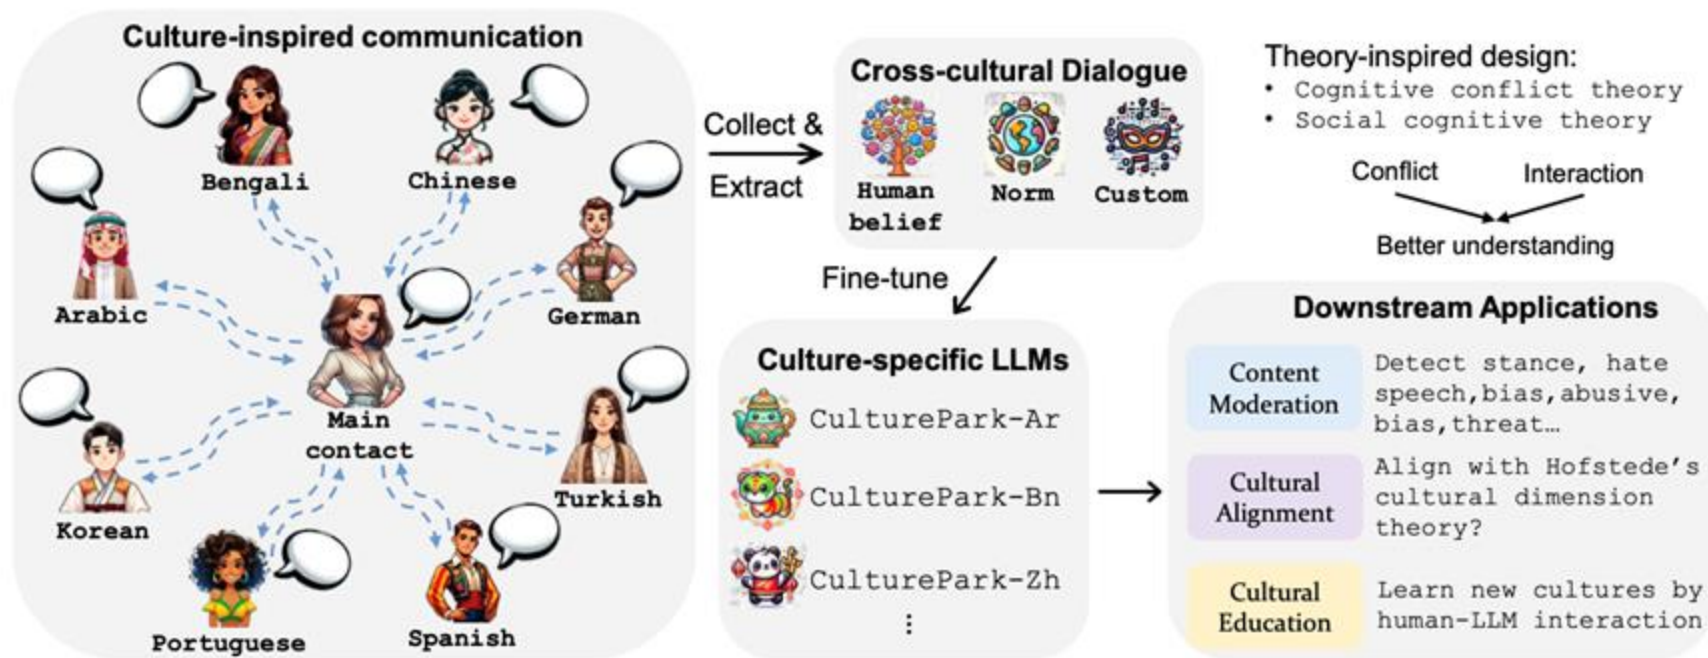 Culture-inspired communication
Bengali
Chinese
Arabic
German
Main
contact
Korean
Turkish
Portuguese
Spanish
Collect &
Extract
Cross-cultural Dialogue
Human
belief
Norm
Custom
Fine-tune
Culture-specific LLMs
CulturePark-Ar
CulturePark-Bn
CulturePark-Zh
⋮
Theory-inspired design:
• Cognitive conflict theory
• Social cognitive theory
Conflict
Interaction
Better understanding
Downstream Applications
Content
Moderation
Detect stance, hate
speech,bias,abusive,
bias,threat…
Cultural
Alignment
Align with Hofstede’s
cultural dimension
theory?
Cultural
Education
Learn new cultures by
human-LLM interaction